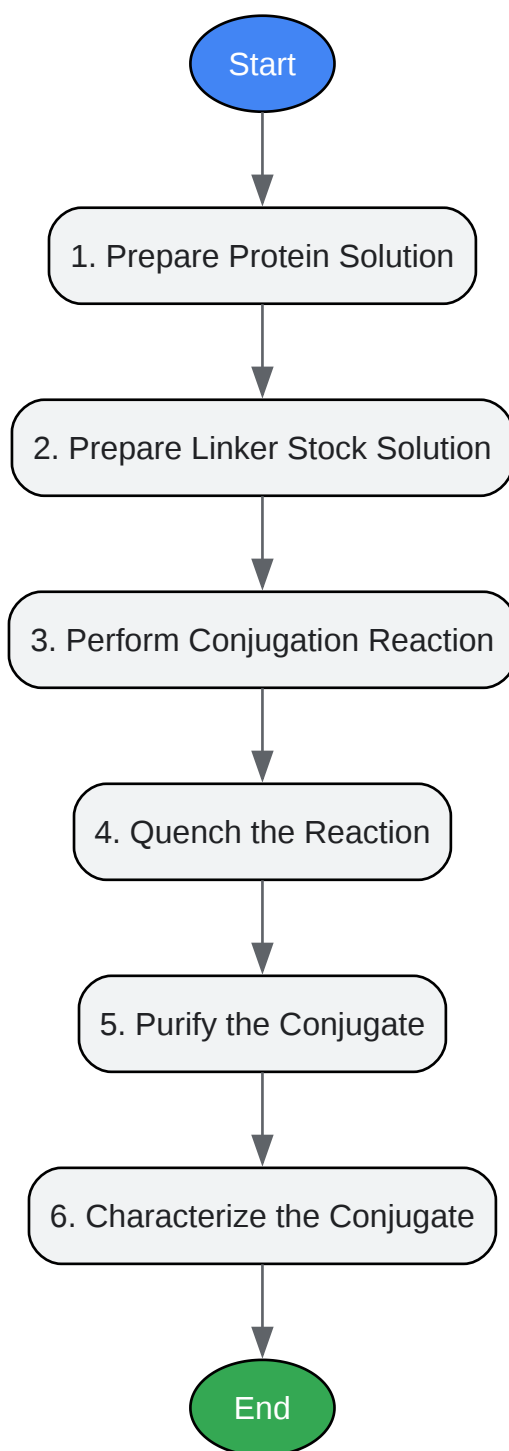 Start
1. Prepare Protein Solution
2. Prepare Linker Stock Solution
3. Perform Conjugation Reaction
4. Quench the Reaction
5. Purify the Conjugate
6. Characterize the Conjugate
End